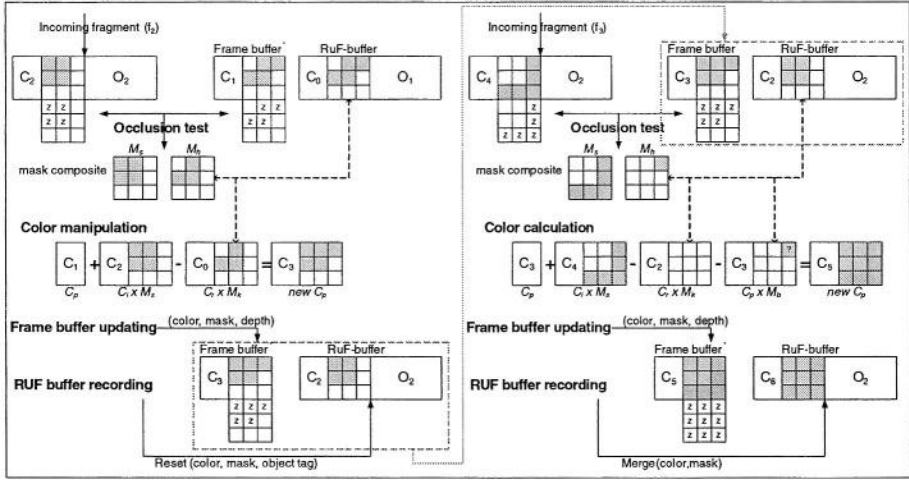 Incoming fragment (f2)
Frame buffer
RuF-buffer
C2
O2
C1
C0
O1
z z
z z
z z
z z
Occlusion test
Ms
Mh
mask composite
Color manipulation
C1 + C2 - C0 = C3
Cp
Ci x Ms
Cr x Mk
new Cp
Frame buffer updating
(color, mask, depth)
Frame buffer
RuF-buffer
RUF buffer recording
C3
C2
O2
z z z
z z z
z z
Reset (color, mask, object tag)
Incoming fragment (f3)
Frame buffer
RuF-buffer
C4
O2
C3
C2
O2
z
z
z z z
z z z
z z z
z z
Occlusion test
Ms
Mh
mask composite
Color calculation
C3 + C4 - C2 - C3 ? = C5
Cp
Ci x Ms
Cr x Mk
Cp x Mb
new Cp
Frame buffer updating
(color, mask, depth)
Frame buffer
RuF-buffer
RUF buffer recording
C5
C6
O2
z z z
z z z
z z z
Merge(color,mask)